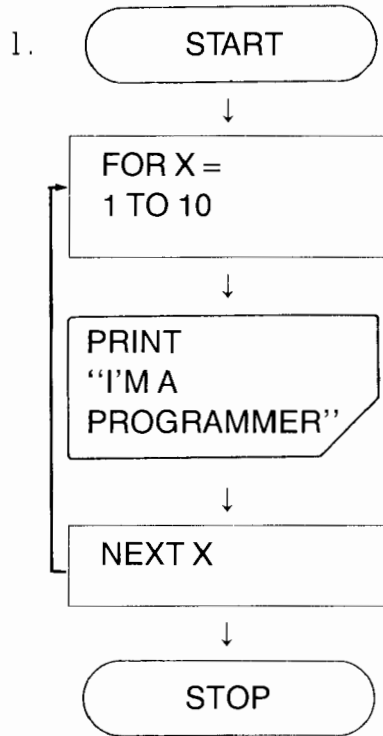 1.
START
FOR X =
1 TO 10
PRINT
‘‘I’M A
PROGRAMMER’’
NEXT X
STOP